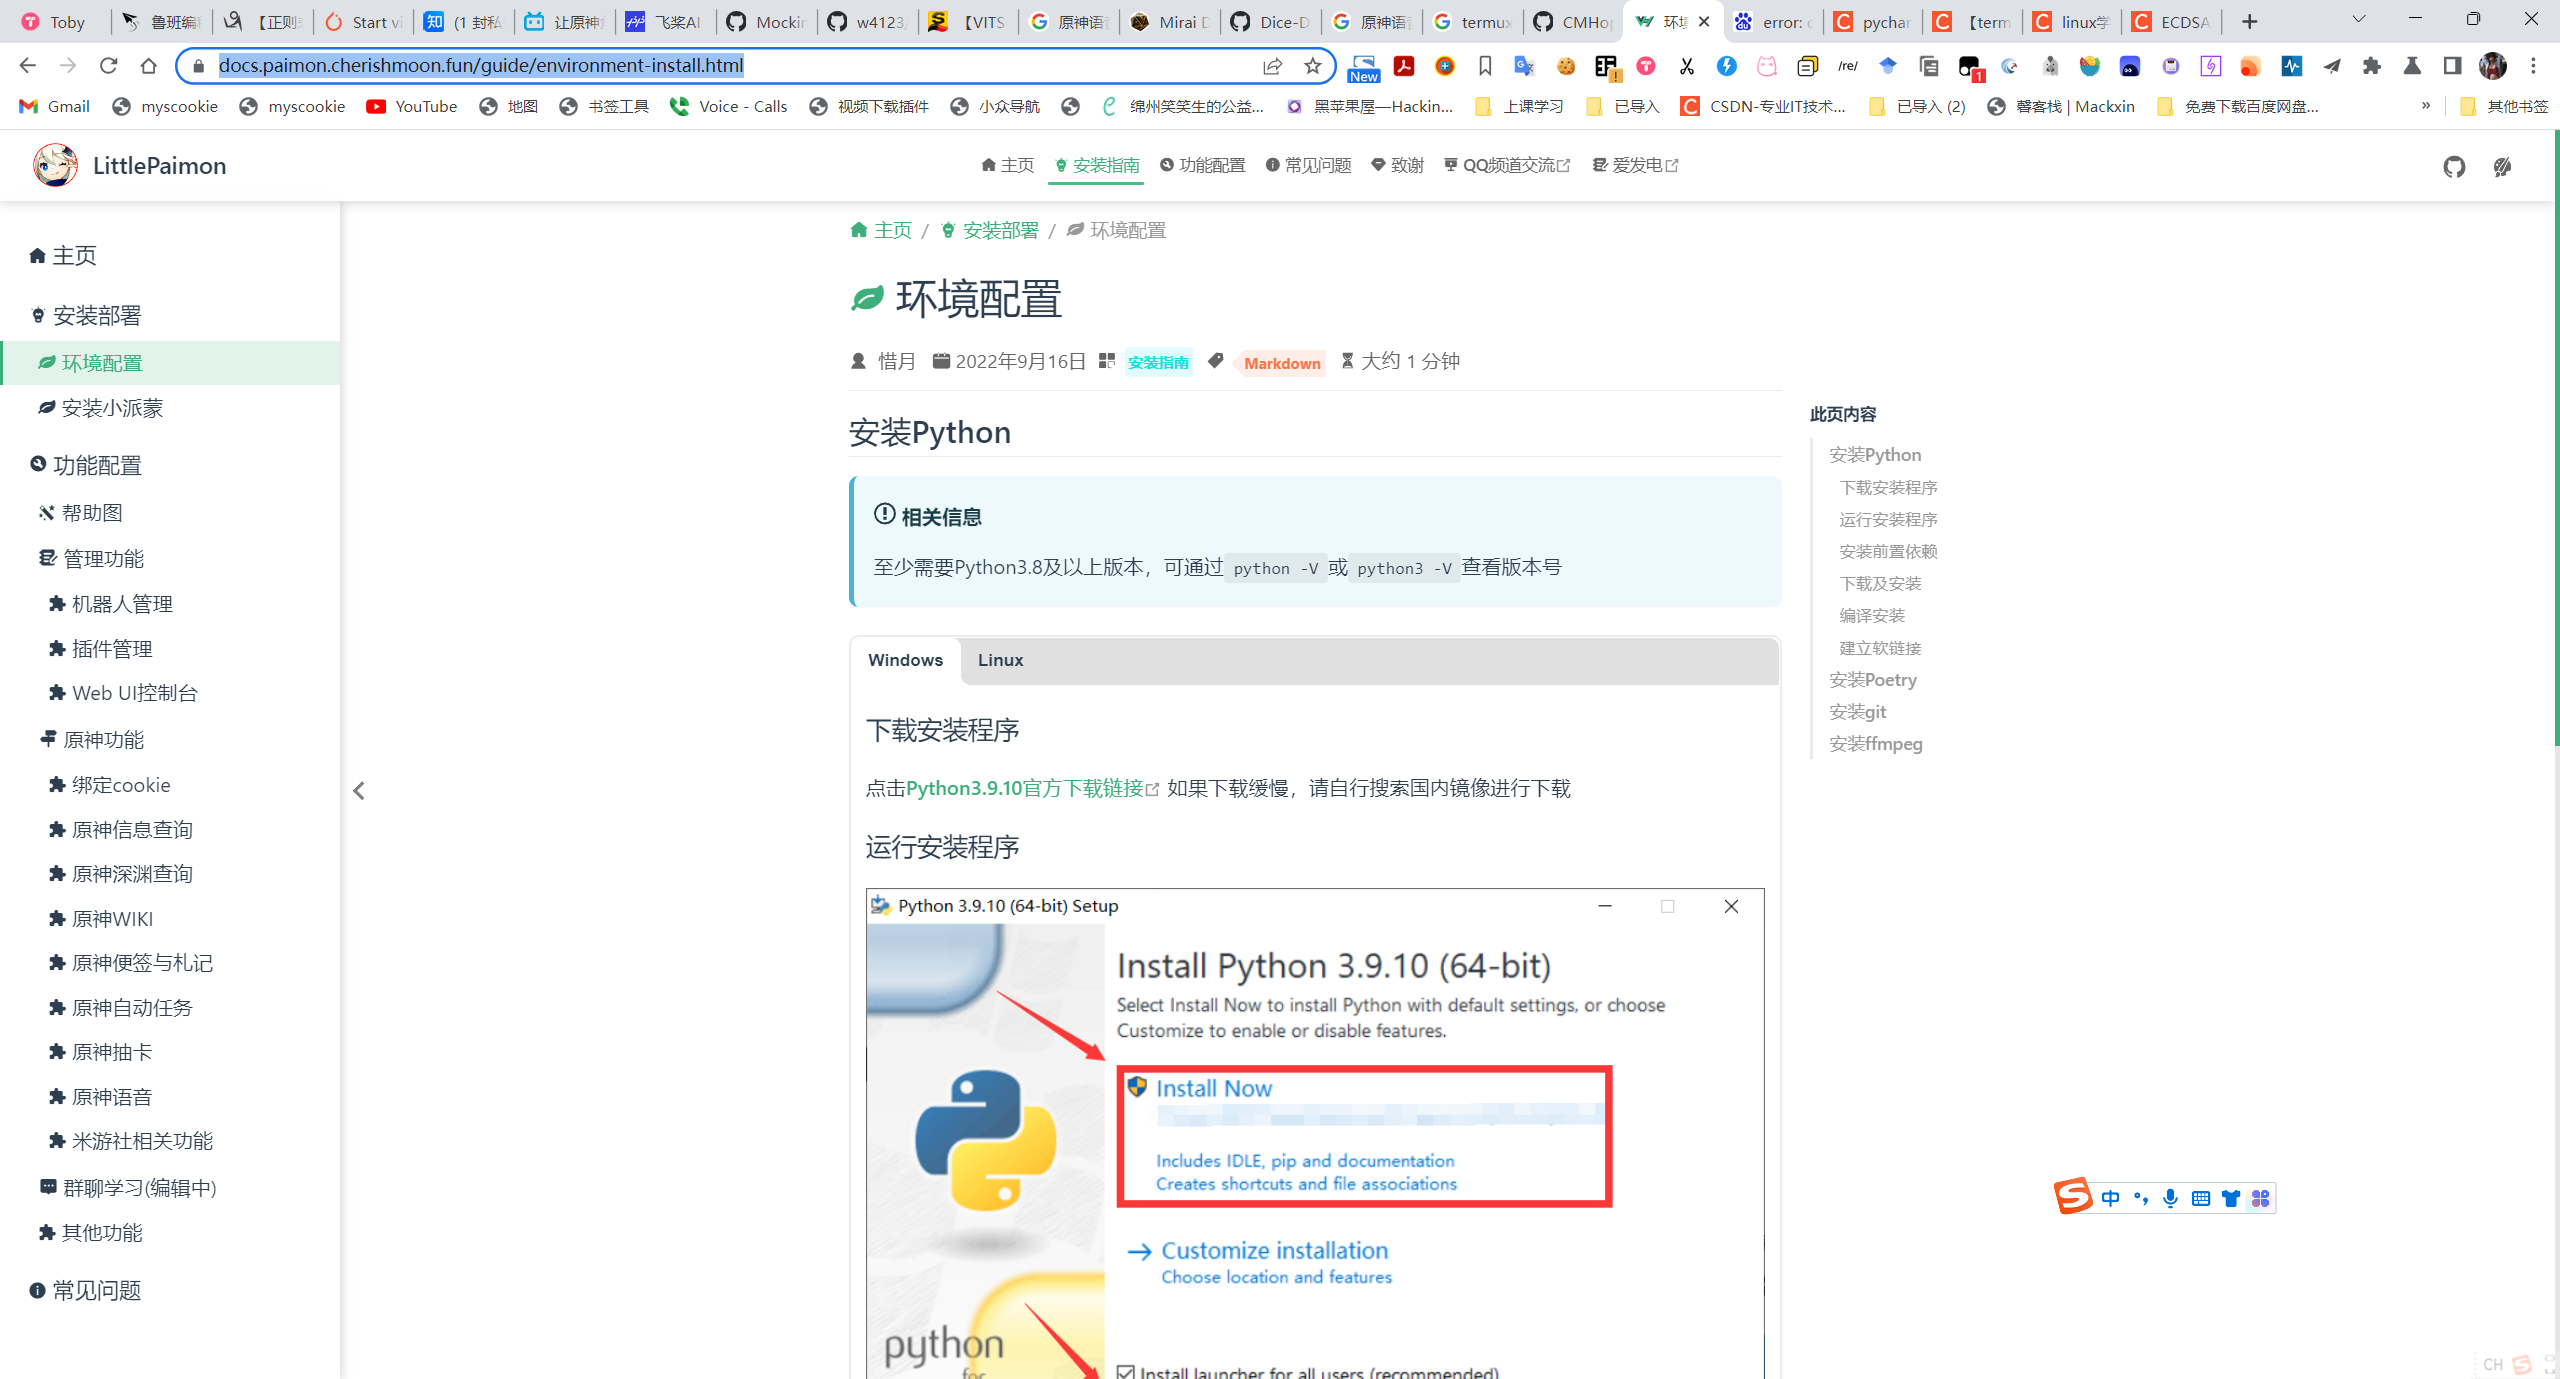 Toby
鲁班编
【正则
Start vi
(1 封私
让原神
飞桨AI
Mockin
w4123
【VITS
原神语
Mirai D
Dice-D
原神语
termux
CMHop
环境
error: c
pychar
【term
linux学
ECDSA
docs.paimon.cherishmoon.fun/guide/environment-install.html
New
/re/
1
Gmail
myscookie
myscookie
YouTube
地图
书签工具
Voice - Calls
视频下载插件
小众导航
绵州笑笑生的公益...
黑苹果屋—Hackin...
上课学习
已导入
CSDN-专业IT技术...
已导入 (2)
馨客栈 | Mackxin
免费下载百度网盘...
»
其他书签
LittlePaimon
主页
安装指南
功能配置
常见问题
致谢
QQ频道交流
爱发电
主页
安装部署
环境配置
安装小派蒙
功能配置
帮助图
管理功能
机器人管理
插件管理
Web UI控制台
原神功能
绑定cookie
原神信息查询
原神深渊查询
原神WIKI
原神便签与札记
原神自动任务
原神抽卡
原神语音
米游社相关功能
群聊学习(编辑中)
其他功能
常见问题
主页 / 安装部署 / 环境配置
环境配置
惜月 2022年9月16日 安装指南 Markdown 大约 1 分钟
安装Python
相关信息
至少需要Python3.8及以上版本，可通过 python -V 或 python3 -V 查看版本号
Windows
Linux
下载安装程序
点击Python3.9.10官方下载链接 如果下载缓慢，请自行搜索国内镜像进行下载
运行安装程序
Python 3.9.10 (64-bit) Setup
Install Python 3.9.10 (64-bit)
Select Install Now to install Python with default settings, or choose
Customize to enable or disable features.
Install Now
Includes IDLE, pip and documentation
Creates shortcuts and file associations
Customize installation
Choose location and features
python
for
Install launcher for all users (recommended)
此页内容
安装Python
下载安装程序
运行安装程序
安装前置依赖
下载及安装
编译安装
建立软链接
安装Poetry
安装git
安装ffmpeg
中
CH